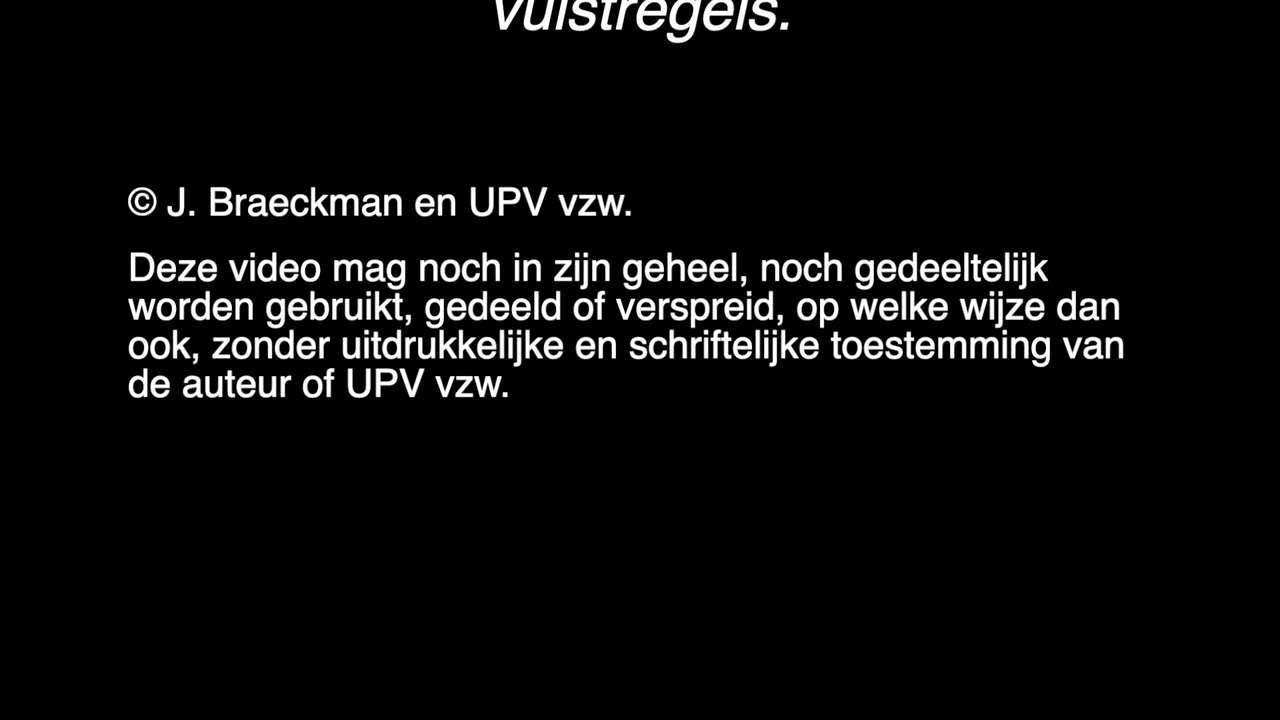 vuistregels.
© J. Braeckman en UPV vzw.
Deze video mag noch in zijn geheel, noch gedeeltelijk
worden gebruikt, gedeeld of verspreid, op welke wijze dan
ook, zonder uitdrukkelijke en schriftelijke toestemming van
de auteur of UPV vzw.